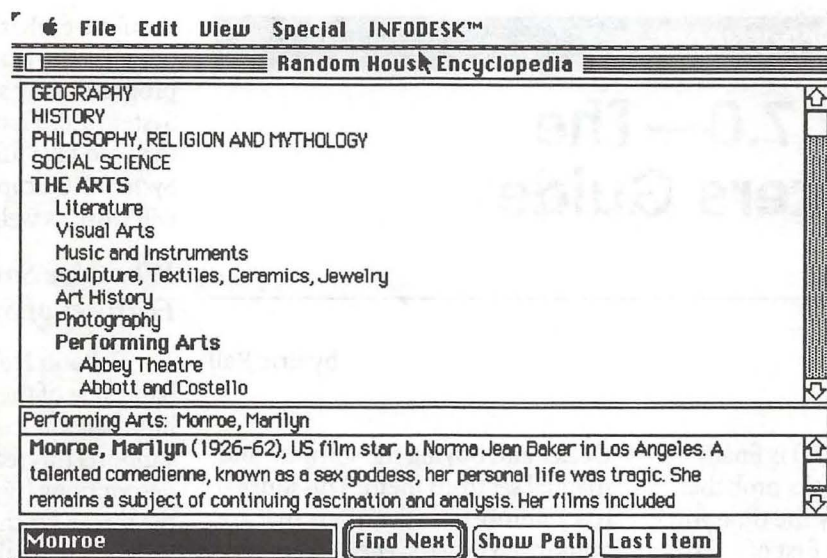 File Edit View Special INFODESK™
Random House Encyclopedia
GEOGRAPHY
HISTORY
PHILOSOPHY, RELIGION AND MYTHOLOGY
SOCIAL SCIENCE
THE ARTS
Literature
Visual Arts
Music and Instruments
Sculpture, Textiles, Ceramics, Jewelry
Art History
Photography
Performing Arts
Abbey Theatre
Abbott and Costello
Performing Arts: Monroe, Marilyn
Monroe, Marilyn (1926-62), US film star, b. Norma Jean Baker in Los Angeles. A
talented comedienne, known as a sex goddess, her personal life was tragic. She
remains a subject of continuing fascination and analysis. Her films included
Monroe Find Next Show Path Last Item